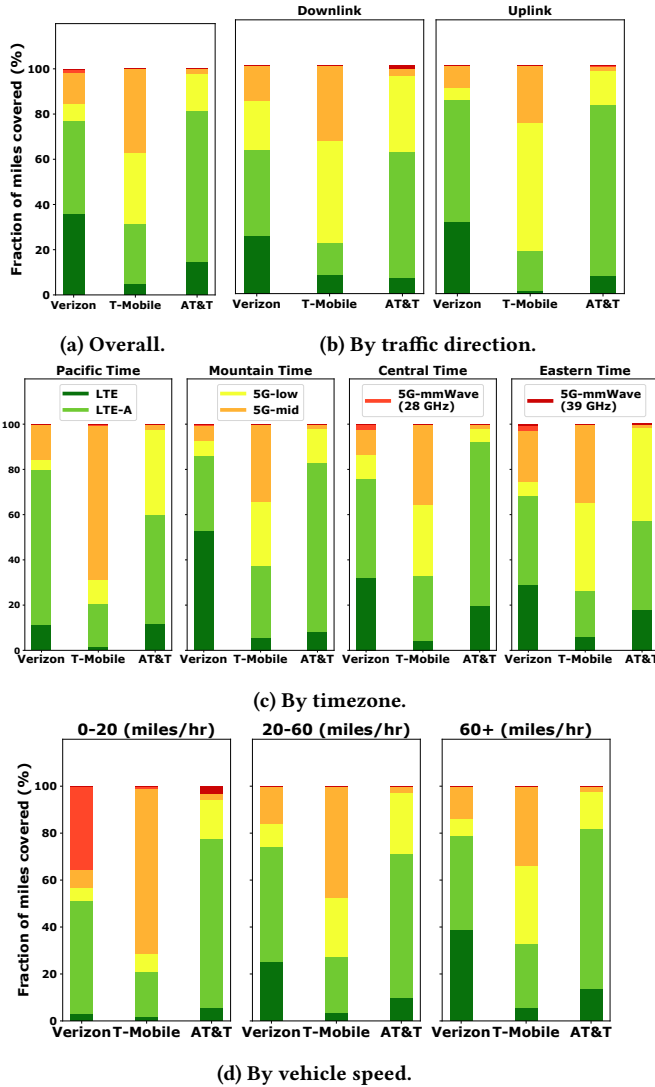 Downlink
Uplink
Fraction of miles covered (%)
100
80
60
40
20
0
Verizon T-Mobile AT&T
Verizon T-Mobile AT&T
Verizon T-Mobile AT&T
(a) Overall.
(b) By traffic direction.
Pacific Time
Mountain Time
Central Time
Eastern Time
LTE
LTE-A
5G-low
5G-mid
5G-mmWave
(28 GHz)
5G-mmWave
(39 GHz)
100
80
60
40
20
0
Verizon T-Mobile AT&T
Verizon T-Mobile AT&T
Verizon T-Mobile AT&T
Verizon T-Mobile AT&T
(c) By timezone.
0-20 (miles/hr)
20-60 (miles/hr)
60+ (miles/hr)
Fraction of miles covered (%)
100
80
60
40
20
0
Verizon T-Mobile AT&T
Verizon T-Mobile AT&T
Verizon T-Mobile AT&T
(d) By vehicle speed.